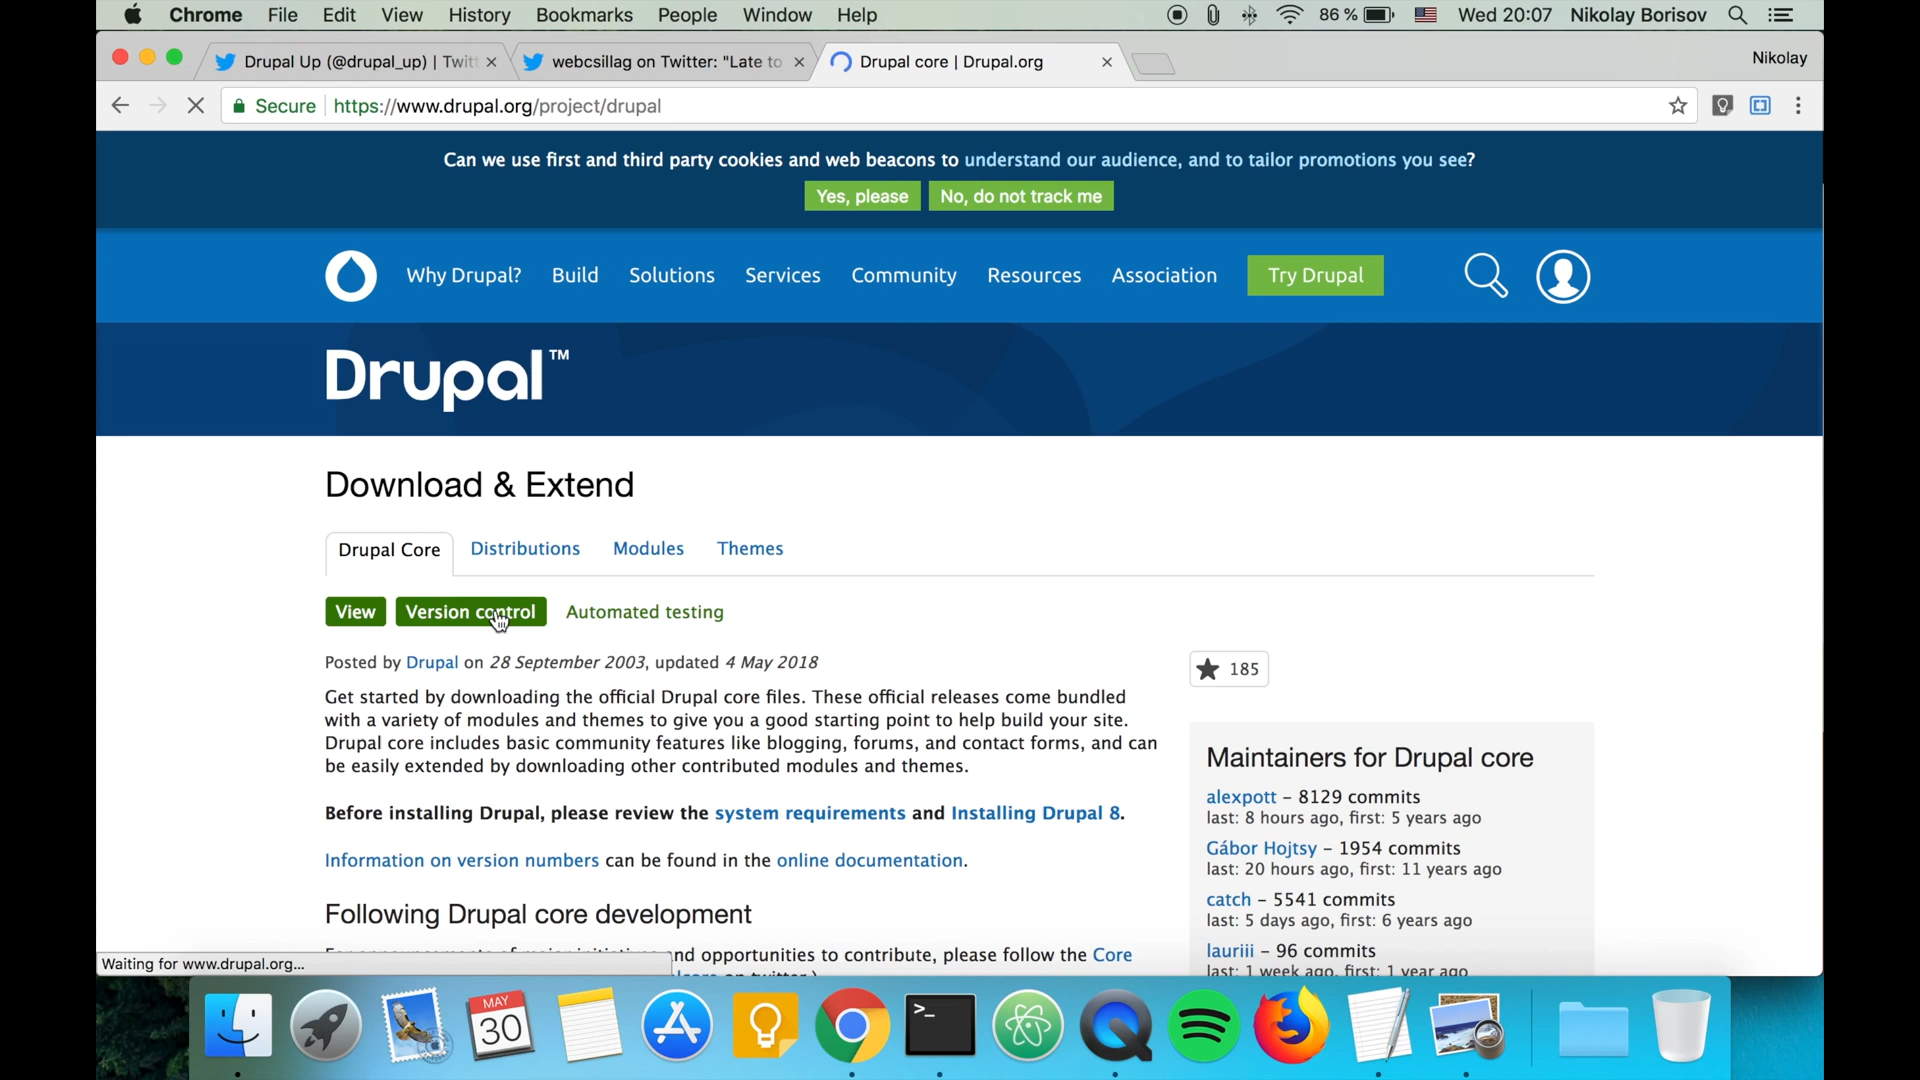 Chrome File Edit View History Bookmarks People Window Help 86 % Wed 20:07 Nikolay Borisov
Drupal Up (@drupal_up) | Twitt webcsillag on Twitter: "Late to Drupal core | Drupal.org Nikolay
Secure https://www.drupal.org/project/drupal
Can we use first and third party cookies and web beacons to understand our audience, and to tailor promotions you see?
Yes, please No, do not track me
Why Drupal? Build Solutions Services Community Resources Association Try Drupal
Drupal™
Download & Extend
Drupal Core Distributions Modules Themes
View Version control Automated testing
Posted by Drupal on 28 September 2003, updated 4 May 2018
185
Get started by downloading the official Drupal core files. These official releases come bundled
with a variety of modules and themes to give you a good starting point to help build your site.
Drupal core includes basic community features like blogging, forums, and contact forms, and can
be easily extended by downloading other contributed modules and themes.
Before installing Drupal, please review the system requirements and Installing Drupal 8.
Information on version numbers can be found in the online documentation.
Following Drupal core development
and opportunities to contribute, please follow the Core
Maintainers for Drupal core
alexpott – 8129 commits
last: 8 hours ago, first: 5 years ago
Gábor Hojtsy – 1954 commits
last: 20 hours ago, first: 11 years ago
catch – 5541 commits
last: 5 days ago, first: 6 years ago
lauriii – 96 commits
last: 1 week ago, first: 1 year ago
Waiting for www.drupal.org...
MAY
30
>_